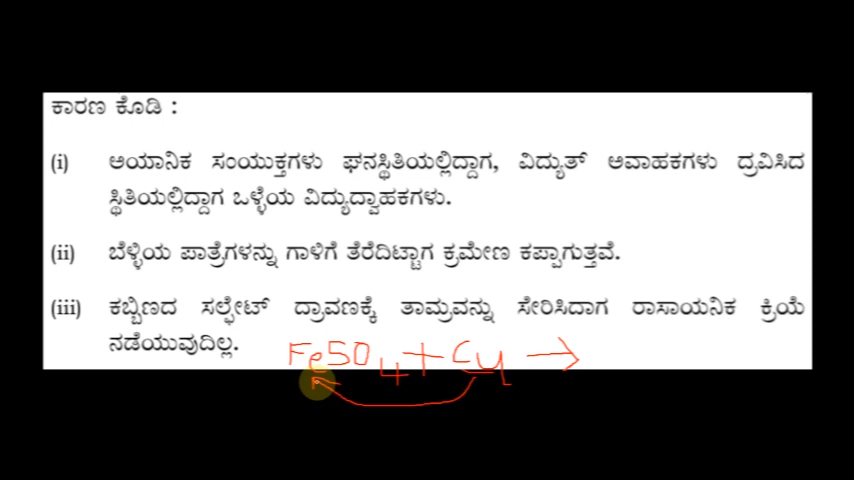 ಕಾರಣ ಕೊಡಿ :
(i) ಅಯಾನಿಕ ಸಂಯುಕ್ತಗಳು ಘನಸ್ಥಿತಿಯಲ್ಲಿದ್ದಾಗ, ವಿದ್ಯುತ್ ಅವಾಹಕಗಳು ದ್ರವಿಸಿದ
ಸ್ಥಿತಿಯಲ್ಲಿದ್ದಾಗ ಒಳ್ಳೆಯ ವಿದ್ಯುದ್ವಾಹಕಗಳು.
(ii) ಬೆಳ್ಳಿಯ ಪಾತ್ರೆಗಳನ್ನು ಗಾಳಿಗೆ ತೆರೆದಿಟ್ಟಾಗ ಕ್ರಮೇಣ ಕಪ್ಪಾಗುತ್ತವೆ.
(iii) ಕಬ್ಬಿಣದ ಸಲ್ಫೇಟ್ ದ್ರಾವಣಕ್ಕೆ ತಾಮ್ರವನ್ನು ಸೇರಿಸಿದಾಗ ರಾಸಾಯನಿಕ ಕ್ರಿಯೆ
ನಡೆಯುವುದಿಲ್ಲ.
FeSO4 + Cu →